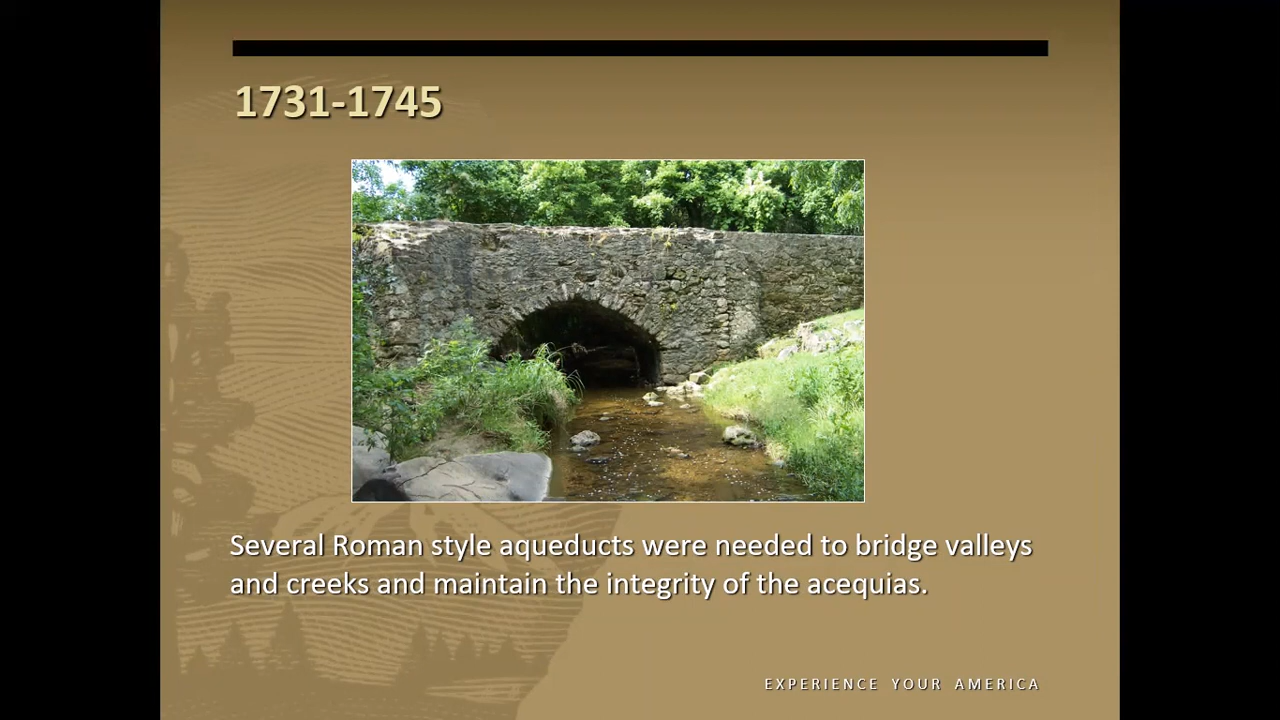 1731-1745
Several Roman style aqueducts were needed to bridge valleys
and creeks and maintain the integrity of the acequias.
EXPERIENCE YOUR AMERICA